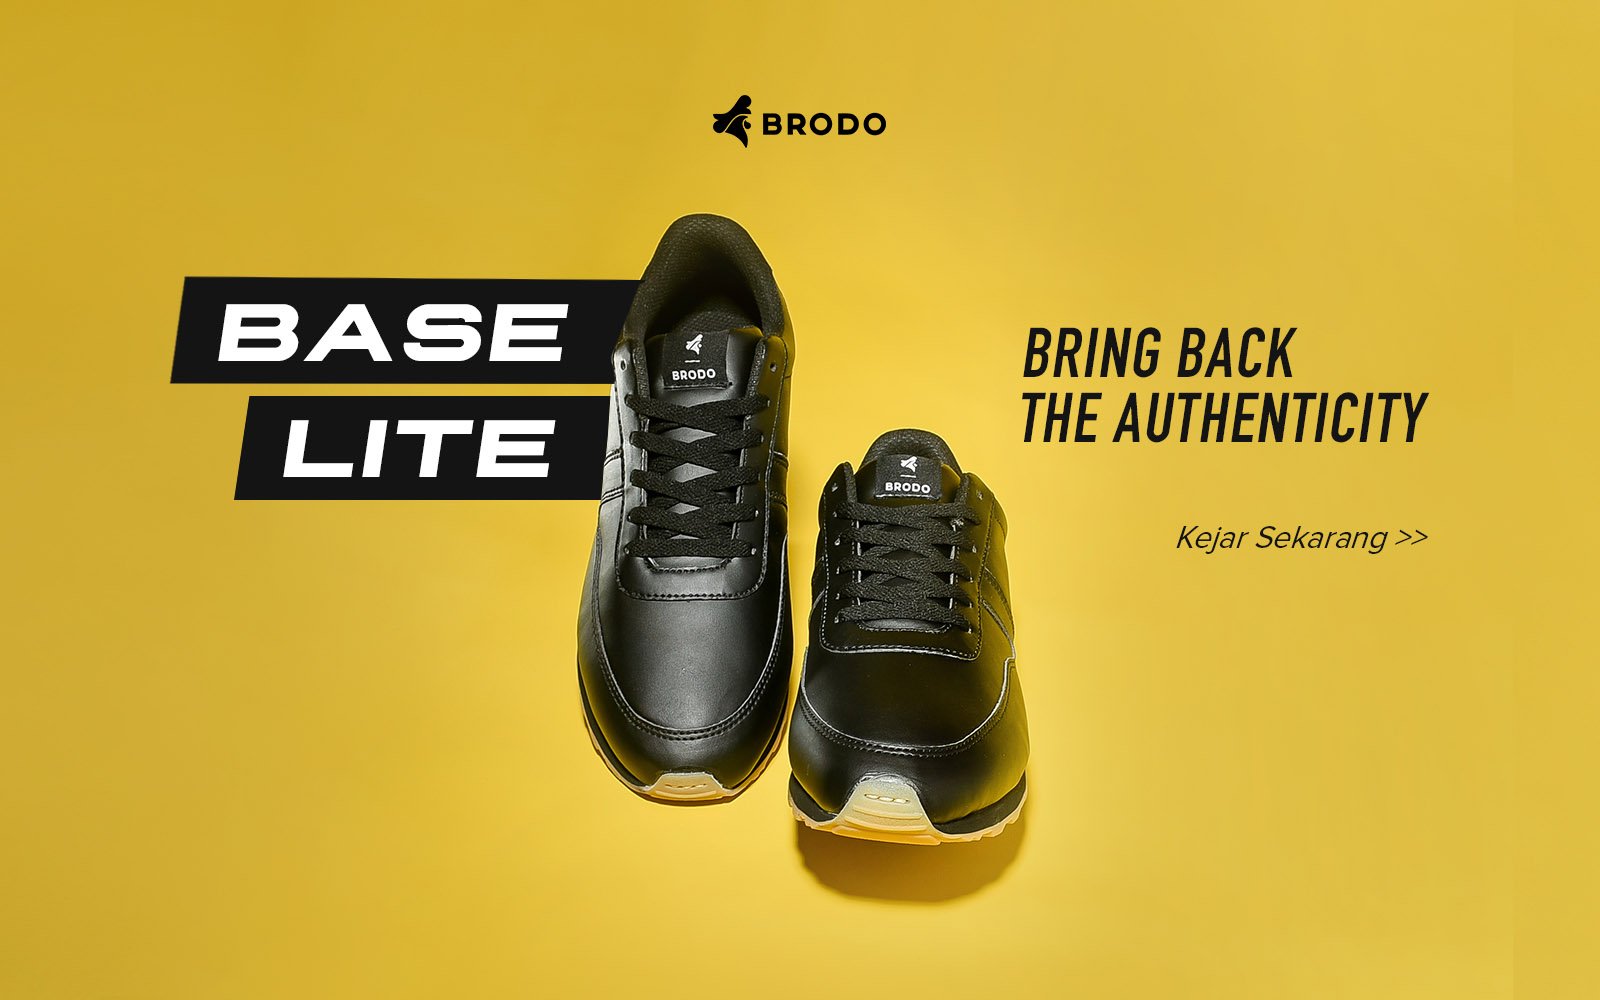 BRODO
BASE
LITE
BRODO
BRING BACK
THE AUTHENTICITY
BRODO
Kejar Sekarang >>